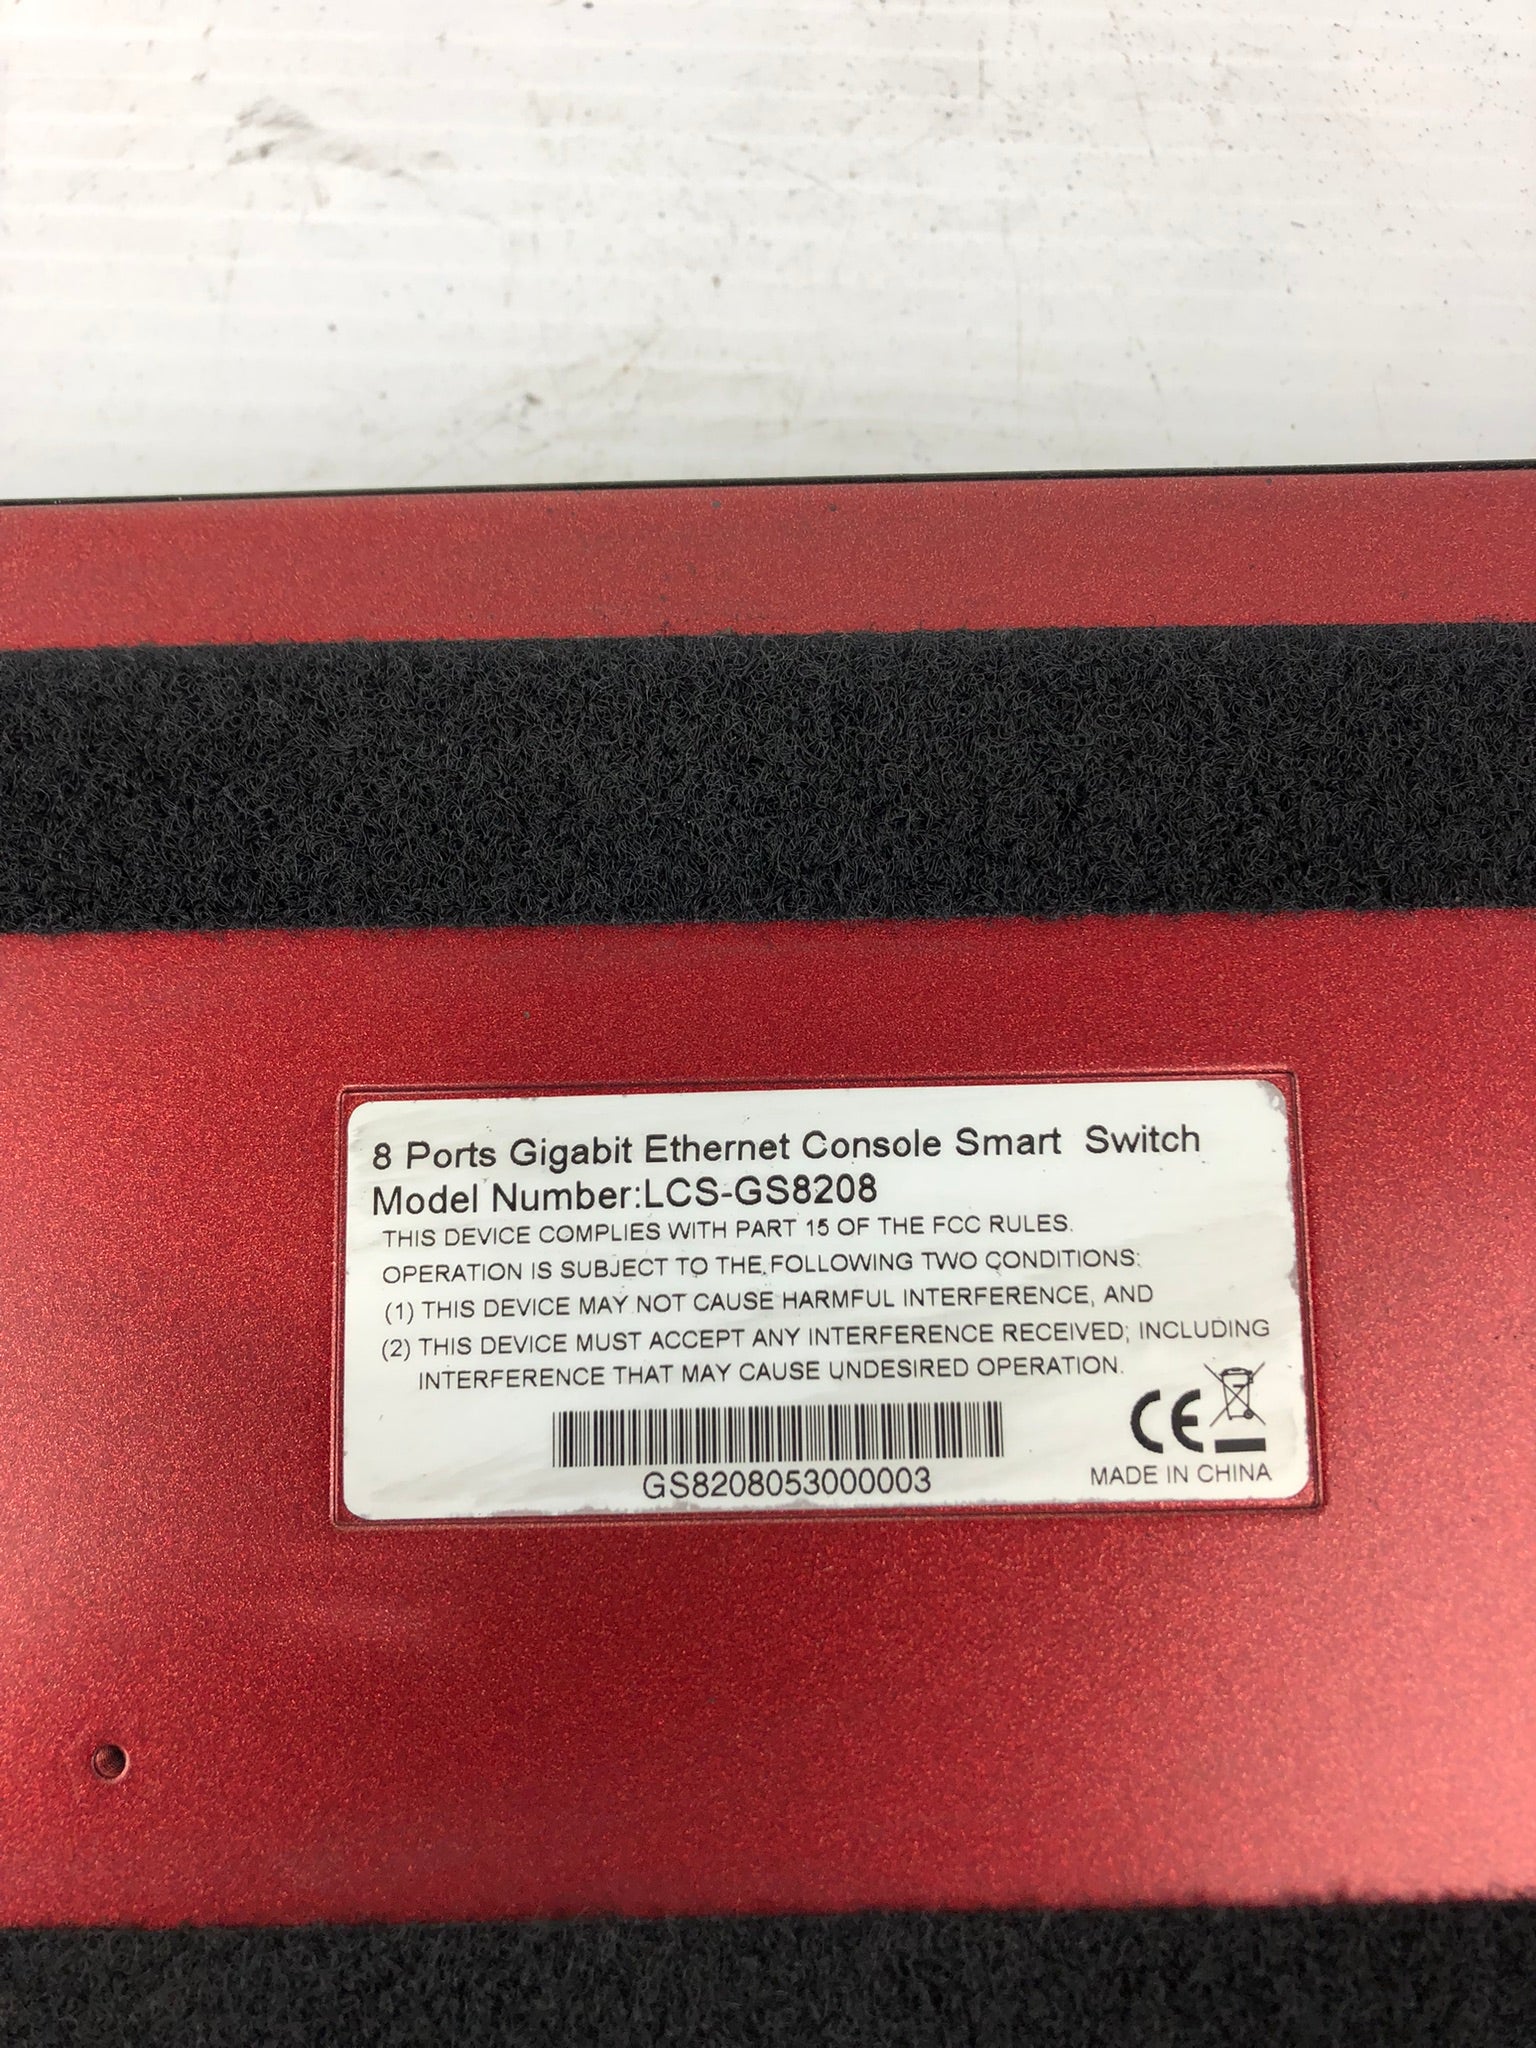 8 Ports Gigabit Ethernet Console Smart Switch
Model Number:LCS-GS8208
THIS DEVICE COMPLIES WITH PART 15 OF THE FCC RULES.
OPERATION IS SUBJECT TO THE FOLLOWING TWO CONDITIONS:
(1) THIS DEVICE MAY NOT CAUSE HARMFUL INTERFERENCE, AND
(2) THIS DEVICE MUST ACCEPT ANY INTERFERENCE RECEIVED; INCLUDING
INTERFERENCE THAT MAY CAUSE UNDESIRED OPERATION.
CE
GS8208053000003
MADE IN CHINA